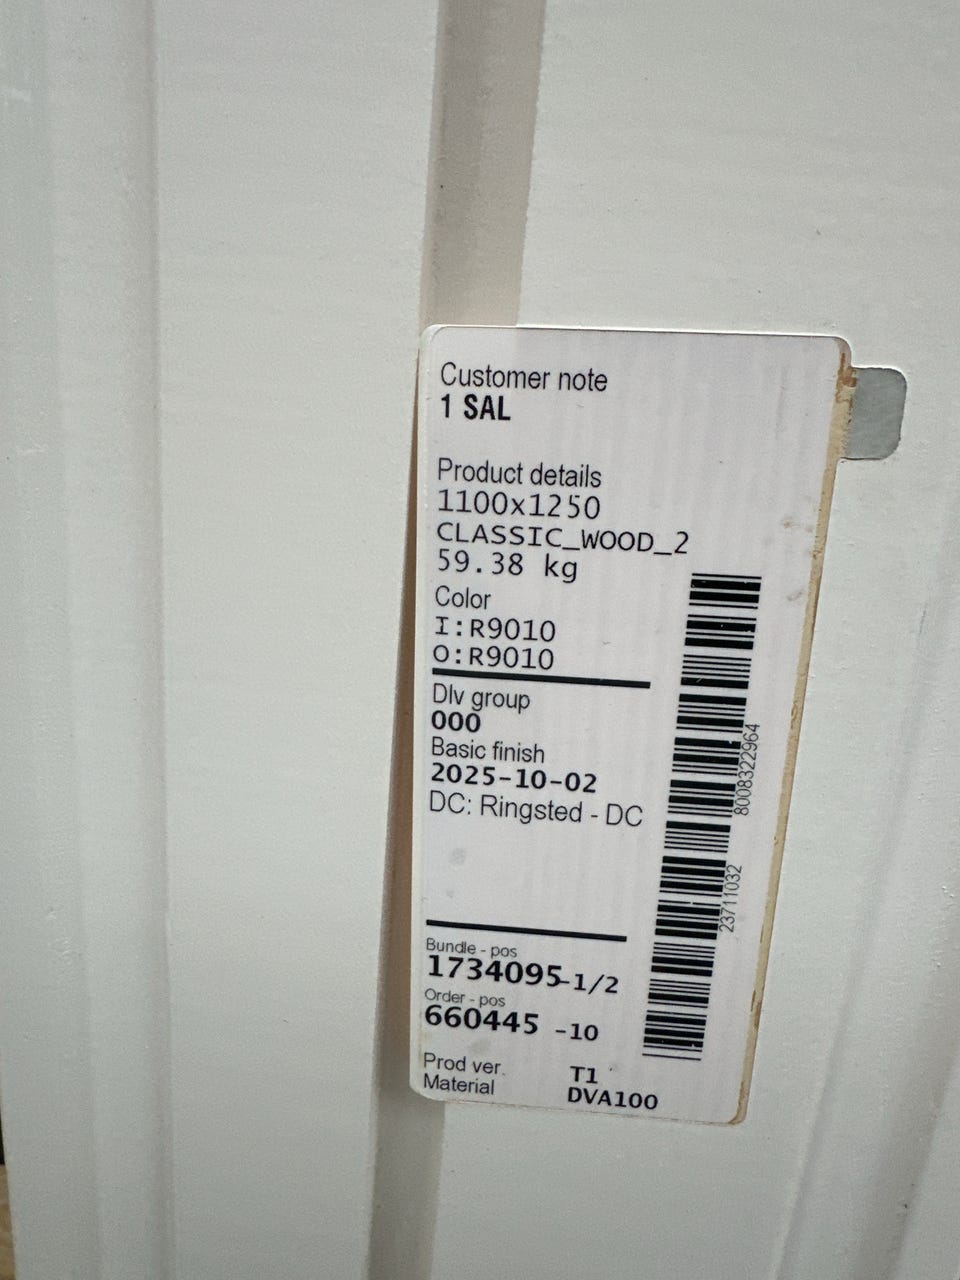 Customer note
1 SAL
Product details
1100x1250
CLASSIC_WOOD_2
59.38 kg
Color
I:R9010
O:R9010
Dlv group
000
Basic finish
2025-10-02
DC: Ringsted - DC
8008322964
23711032
Bundle - pos
1734095-1/2
Order - pos
660445 -10
Prod ver. T1
Material DVA100